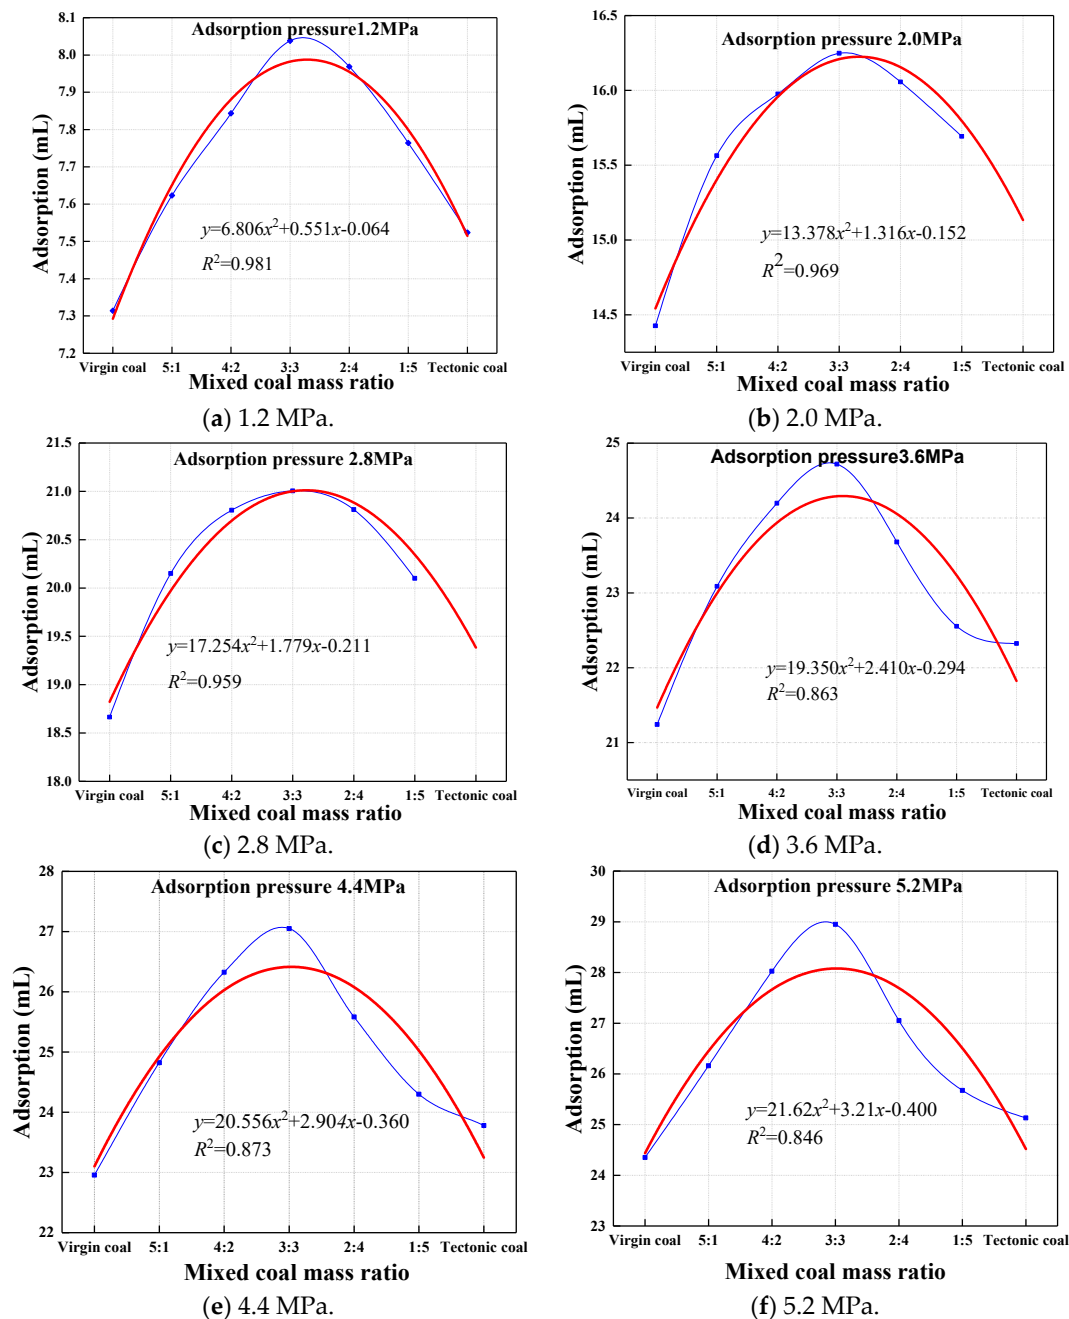 Adsorption pressure1.2MPa
8.1
8.0
7.9
7.8
7.7
7.6
7.5
7.4
7.3
7.2
Adsorption (mL)
y=6.806x²+0.551x-0.064
R²=0.981
Virgin coal 5:1 4:2 3:3 2:4 1:5 Tectonic coal
Mixed coal mass ratio
(a) 1.2 MPa.
Adsorption pressure 2.0MPa
16.5
16.0
15.5
15.0
14.5
Adsorption (mL)
y=13.378x²+1.316x-0.152
R²=0.969
Virgin coal 5:1 4:2 3:3 2:4 1:5 Tectonic coal
Mixed coal mass ratio
(b) 2.0 MPa.
Adsorption pressure 2.8MPa
21.5
21.0
20.5
20.0
19.5
19.0
18.5
18.0
Adsorption (mL)
y=17.254x²+1.779x-0.211
R²=0.959
Virgin coal 5:1 4:2 3:3 2:4 1:5 Tectonic coal
Mixed coal mass ratio
(c) 2.8 MPa.
Adsorption pressure3.6MPa
25
24
23
22
21
Adsorption (mL)
y=19.350x²+2.410x-0.294
R²=0.863
Virgin coal 5:1 4:2 3:3 2:4 1:5 Tectonic coal
Mixed coal mass ratio
(d) 3.6 MPa.
Adsorption pressure 4.4MPa
28
27
26
25
24
23
22
Adsorption (mL)
y=20.556x²+2.904x-0.360
R²=0.873
Virgin coal 5:1 4:2 3:3 2:4 1:5 Tectonic coal
Mixed coal mass ratio
(e) 4.4 MPa.
Adsorption pressure 5.2MPa
30
29
28
27
26
25
24
23
Adsorption (mL)
y=21.62x²+3.21x-0.400
R²=0.846
Virgin coal 5:1 4:2 3:3 2:4 1:5 Tectonic coal
Mixed coal mass ratio
(f) 5.2 MPa.